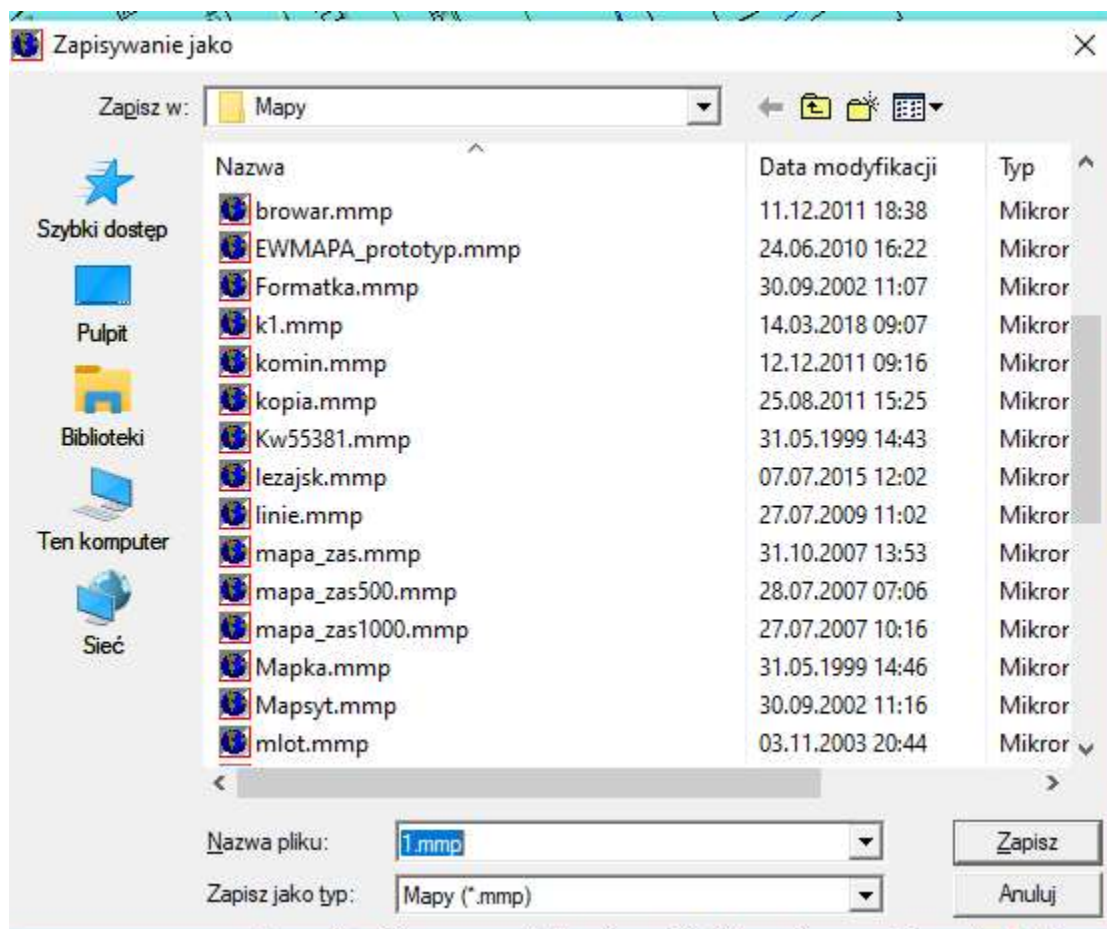 Zapisywanie jako
Zapisz w: Mapy
Szybki dostęp
Pulpit
Biblioteki
Ten komputer
Sieć
Nazwa Data modyfikacji Typ
browar.mmp 11.12.2011 18:38 Mikror
EWMAPA_prototyp.mmp 24.06.2010 16:22 Mikror
Formatka.mmp 30.09.2002 11:07 Mikror
k1.mmp 14.03.2018 09:07 Mikror
komin.mmp 12.12.2011 09:16 Mikror
kopia.mmp 25.08.2011 15:25 Mikror
Kw55381.mmp 31.05.1999 14:43 Mikror
lezajsk.mmp 07.07.2015 12:02 Mikror
linie.mmp 27.07.2009 11:02 Mikror
mapa_zas.mmp 31.10.2007 13:53 Mikror
mapa_zas500.mmp 28.07.2007 07:06 Mikror
mapa_zas1000.mmp 27.07.2007 10:16 Mikror
Mapka.mmp 31.05.1999 14:46 Mikror
Mapsyt.mmp 30.09.2002 11:16 Mikror
mlot.mmp 03.11.2003 20:44 Mikror
Nazwa pliku: 1.mmp Zapisz
Zapisz jako typ: Mapy (*.mmp) Anuluj